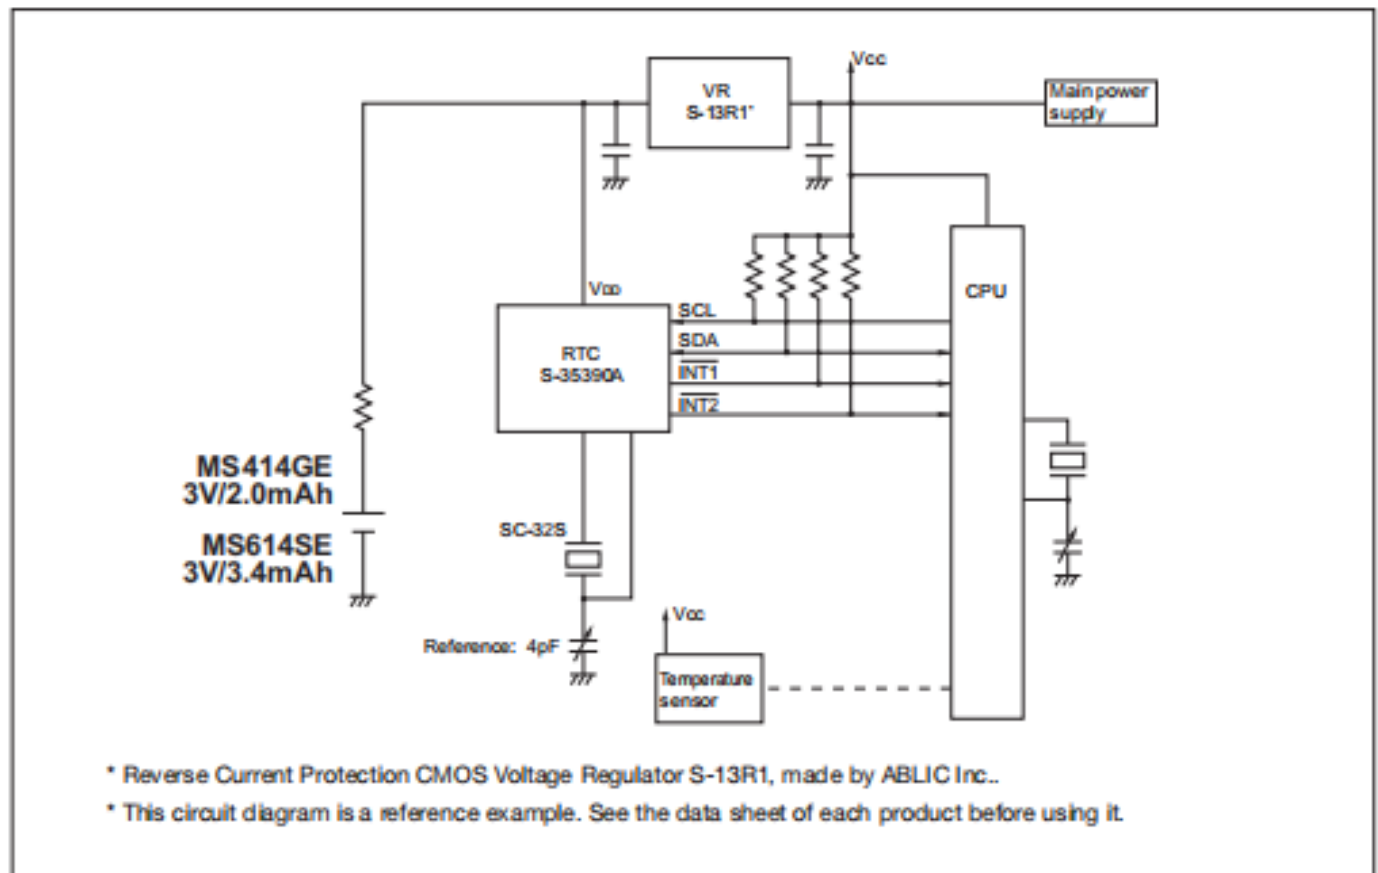 Vcc
VR
S-13R1*
Main power
supply
VDD
CPU
SCL
SDA
INT1
INT2
RTC
S-35390A
MS414GE
3V/2.0mAh
MS614SE
3V/3.4mAh
SC-32S
Reference: 4pF
Vcc
Temperature
sensor
* Reverse Current Protection CMOS Voltage Regulator S-13R1, made by ABLIC Inc..
* This circuit diagram is a reference example. See the data sheet of each product before using it.